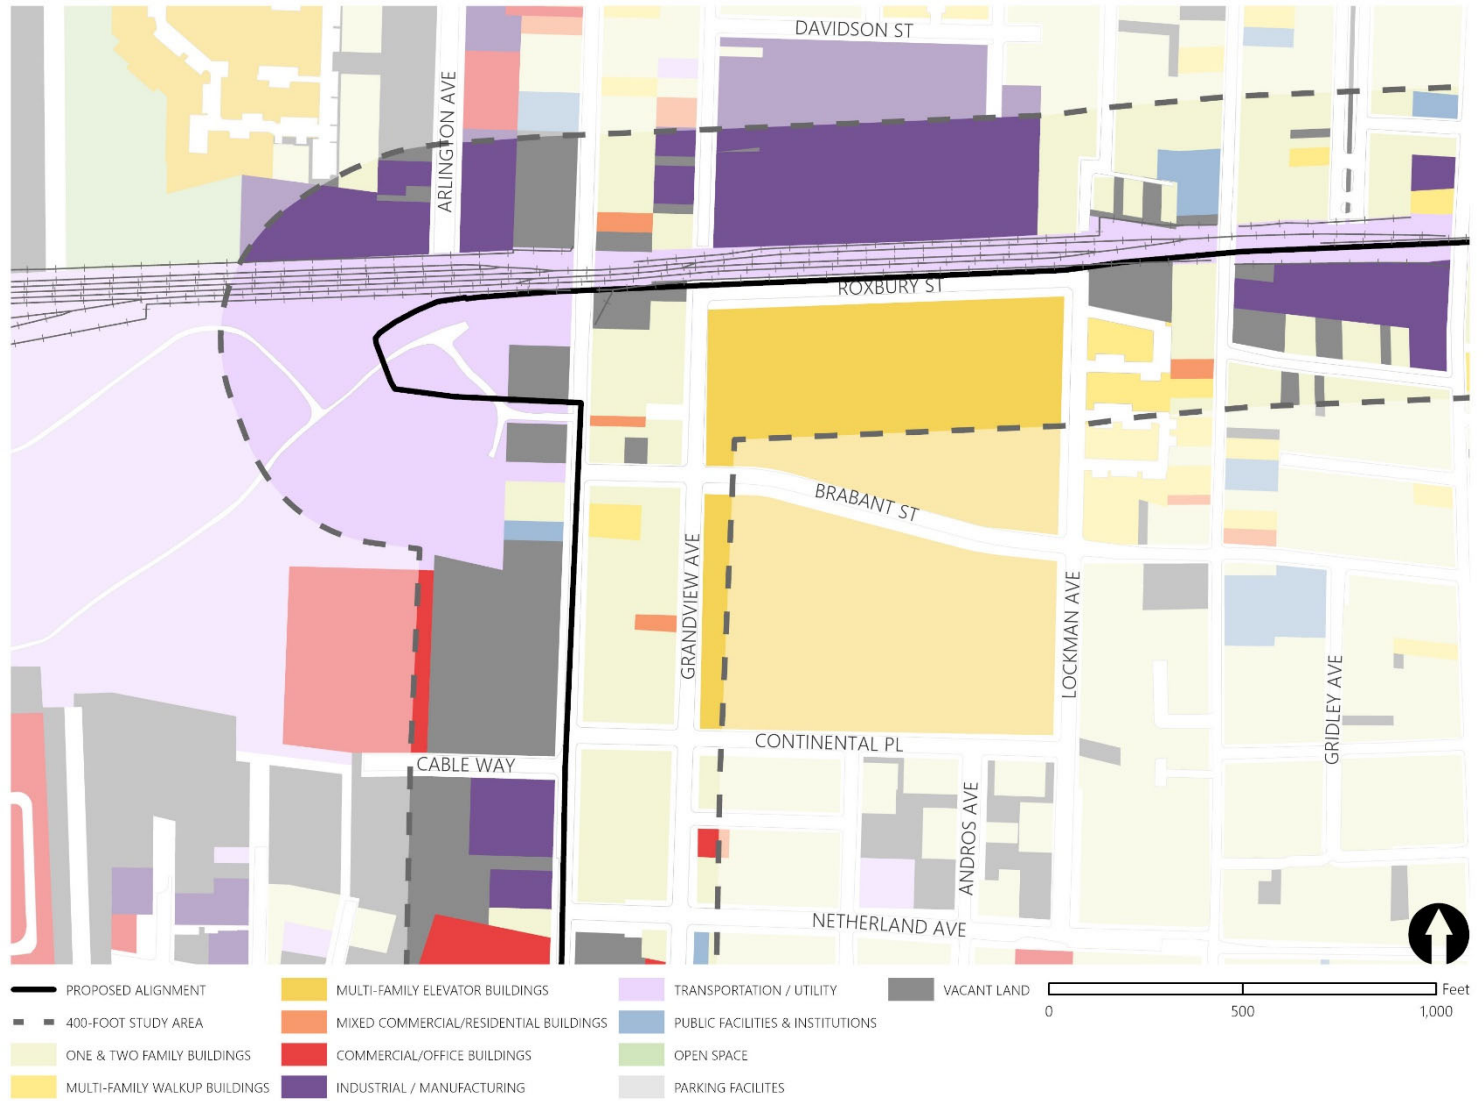 DAVIDSON ST
ARLINGTON AVE
ROXBURY ST
BRABANT ST
GRANDVIEW AVE
LOCKMAN AVE
GRIDLEY AVE
CONTINENTAL PL
CABLE WAY
ANDROS AVE
NETHERLAND AVE
PROPOSED ALIGNMENT
400-FOOT STUDY AREA
ONE & TWO FAMILY BUILDINGS
MULTI-FAMILY WALKUP BUILDINGGS
MULTI-FAMILY ELEVATOR BUILDINGS
MIXED COMMERCIAL/RESIDENTIAL BUILDINGS
COMMERCIAL/OFFICE BUILDINGS
INDUSTRIAL / MANUFACTURING
TRANSPORTATION / UTILITY
PUBLIC FACILITIES & INSTITUTIONS
OPEN SPACE
PARKING FACILITES
VACANT LAND
Feet
0 500 1,000